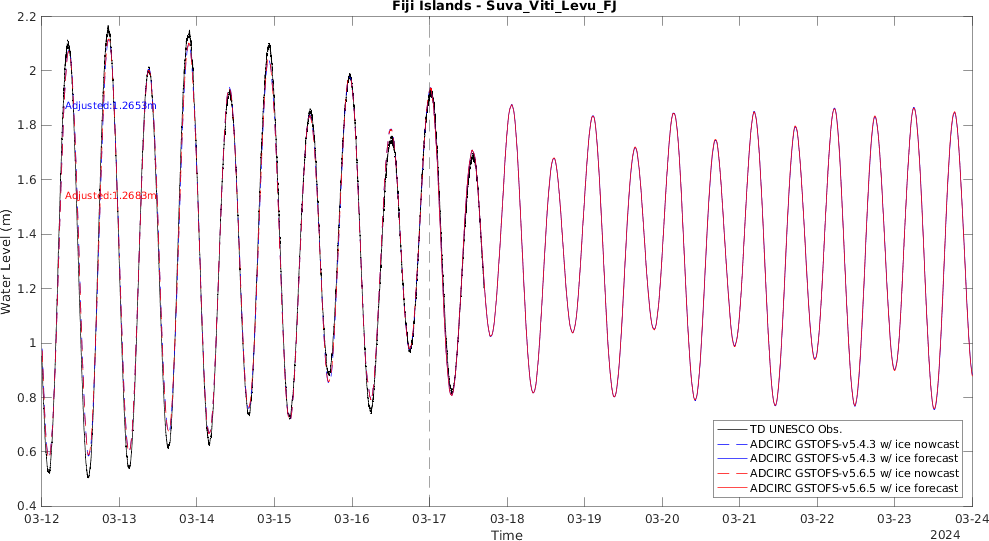 Fiji Islands - Suva_Viti_Levu_FJ
Water Level (m)
2.2
2
1.8
1.6
1.4
1.2
1
0.8
0.6
0.4
Adjusted:1.2653m
Adjusted:1.2683m
TD UNESCO Obs.
ADCIRC GSTOFS-v5.4.3 w/ ice nowcast
ADCIRC GSTOFS-v5.4.3 w/ ice forecast
ADCIRC GSTOFS-v5.6.5 w/ ice nowcast
ADCIRC GSTOFS-v5.6.5 w/ ice forecast
03-12 03-13 03-14 03-15 03-16 03-17 03-18 03-19 03-20 03-21 03-22 03-23 03-24
Time
2024